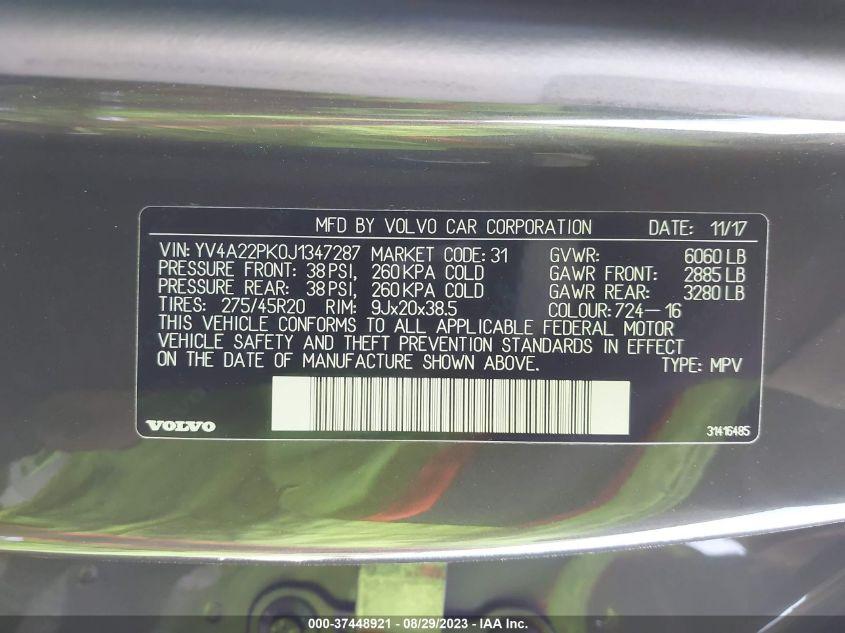 MFD BY VOLVO CAR CORPORATION DATE: 11/17
VIN: YV4A22PK0J1347287 MARKET CODE: 31 GVWR: 6060 LB
PRESSURE FRONT: 38 PSI, 260 KPA COLD GAWR FRONT: 2885 LB
PRESSURE REAR: 38 PSI, 260 KPA COLD GAWR REAR: 3280 LB
TIRES: 275/45R20 RIM: 9Jx20x38.5 COLOUR: 724-16
THIS VEHICLE CONFORMS TO ALL APPLICABLE FEDERAL MOTOR
VEHICLE SAFETY AND THEFT PREVENTION STANDARDS IN EFFECT
ON THE DATE OF MANUFACTURE SHOWN ABOVE. TYPE: MPV
VOLVO 31416485
000-37448921 - 08/29/2023 - IAA Inc.